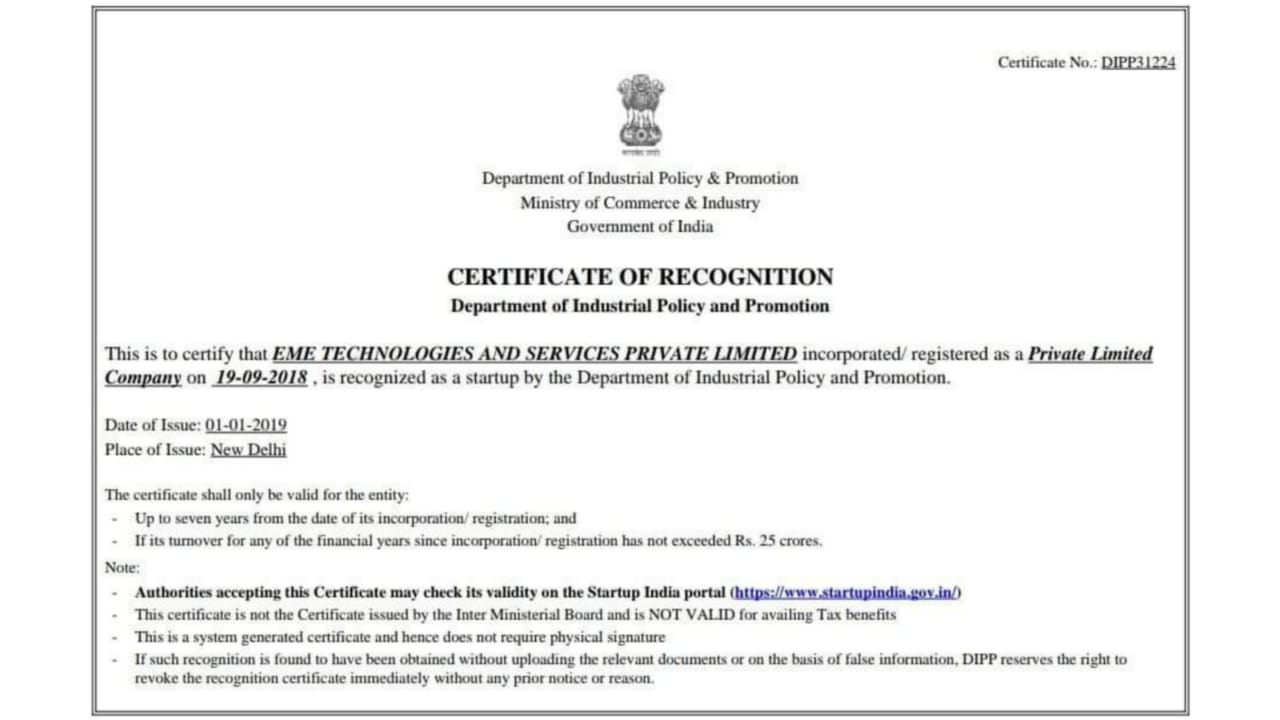 Certificate No.: DIPP31224
Department of Industrial Policy & Promotion
Ministry of Commerce & Industry
Government of India
CERTIFICATE OF RECOGNITION
Department of Industrial Policy and Promotion
This is to certify that EME TECHNOLOGIES AND SERVICES PRIVATE LIMITED incorporated/ registered as a Private Limited
Company on 19-09-2018 , is recognized as a startup by the Department of Industrial Policy and Promotion.
Date of Issue: 01-01-2019
Place of Issue: New Delhi
The certificate shall only be valid for the entity:
- Up to seven years from the date of its incorporation/ registration; and
- If its turnover for any of the financial years since incorporation/ registration has not exceeded Rs. 25 crores.
Note:
- Authorities accepting this Certificate may check its validity on the Startup India portal (https://www.startupindia.gov.in/)
- This certificate is not the Certificate issued by the Inter Ministerial Board and is NOT VALID for availing Tax benefits
- This is a system generated certificate and hence does not require physical signature
- If such recognition is found to have been obtained without uploading the relevant documents or on the basis of false information, DIPP reserves the right to
revoke the recognition certificate immediately without any prior notice or reason.